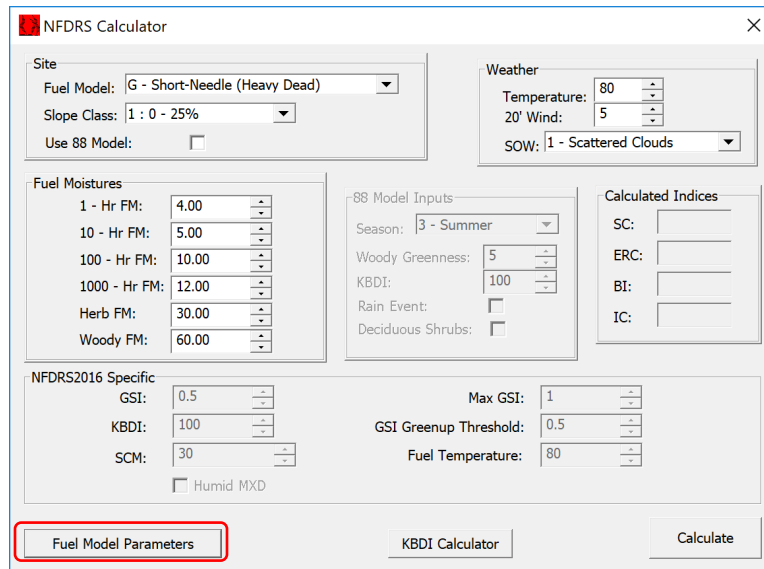 NFDRS Calculator
Site
Fuel Model: G - Short-Needle (Heavy Dead)
Slope Class: 1 : 0 - 25%
Use 88 Model:
Weather
Temperature: 80
20' Wind: 5
SOW: 1 - Scattered Clouds
Fuel Moistures
1 - Hr FM: 4.00
10 - Hr FM: 5.00
100 - Hr FM: 10.00
1000 - Hr FM: 12.00
Herb FM: 30.00
Woody FM: 60.00
88 Model Inputs
Season: 3 - Summer
Woody Greenness: 5
KBDI: 100
Rain Event:
Deciduous Shrubs:
Calculated Indices
SC:
ERC:
BI:
IC:
NFDRS2016 Specific
GSI: 0.5
KBDI: 100
SCM: 30
Humid MXD
Max GSI: 1
GSI Greenup Threshold: 0.5
Fuel Temperature: 80
Fuel Model Parameters
KBDI Calculator
Calculate